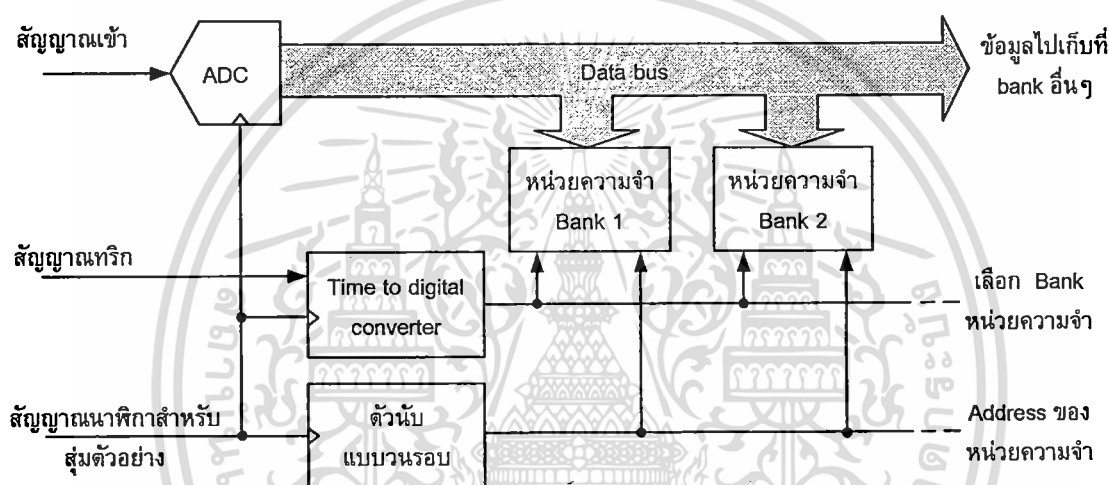 สัญญาณเข้า
ADC
Data bus
ข้อมูลไปเก็บที่
bank อื่นๆ
หน่วยความจำ
Bank 1
หน่วยความจำ
Bank 2
สัญญาณทริก
Time to digital
converter
เลือก Bank
หน่วยความจำ
สัญญาณนาฬิกาสำหรับ
สุ่มตัวอย่าง
ตัวนับ
แบบวนรอบ
Address ของ
หน่วยความจำ